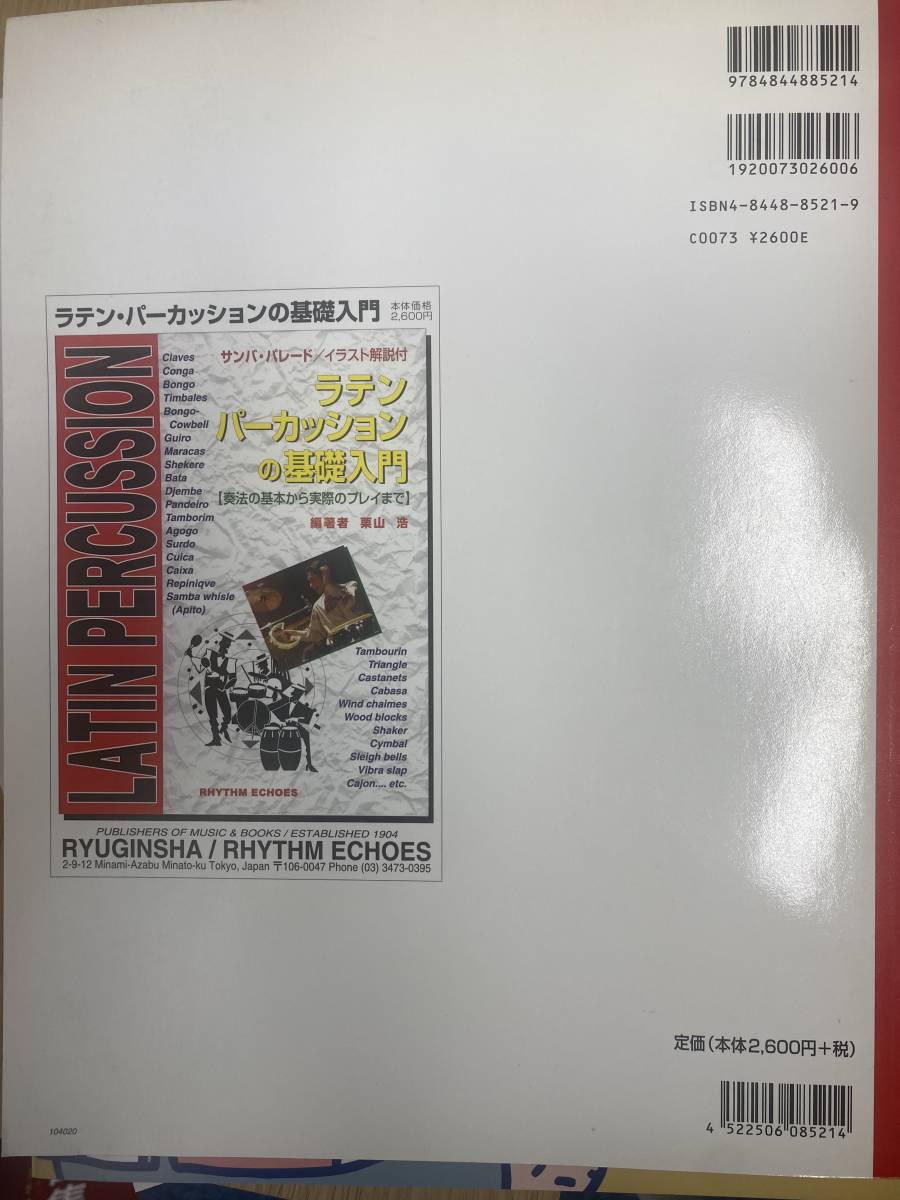 9784844885214
1920073026006
ISBN4-8448-8521-9
C0073 ¥2600E
ラテン・パーカッションの基礎入門 本体価格 2,600円
LATIN PERCUSSION
サンバ・パレード/イラスト解説付
ラテン
パーカッション
の基礎入門
【奏法の基本から実際のプレイまで】
編著者 栗山 浩
Claves
Conga
Bongo
Timbales
Bongo-
Cowbell
Guiro
Maracas
Shekere
Bata
Djembe
Pandeiro
Tamborim
Agogo
Surdo
Cuica
Caixa
Repiniqve
Samba whisle
(Apito)
Tambourin
Triangle
Castanets
Cabasa
Wind chaimes
Wood blocks
Shaker
Cymbal
Sleigh bells
Vibra slap
Cajon.... etc.
RHYTHM ECHOES
PUBLISHERS OF MUSIC & BOOKS / ESTABLISHED 1904
RYUGINSHA / RHYTHM ECHOES
2-9-12 Minami-Azabu Minato-ku Tokyo, Japan 〒106-0047 Phone (03) 3473-0395
定価(本体2,600円+税)
4 522506 085214
104020